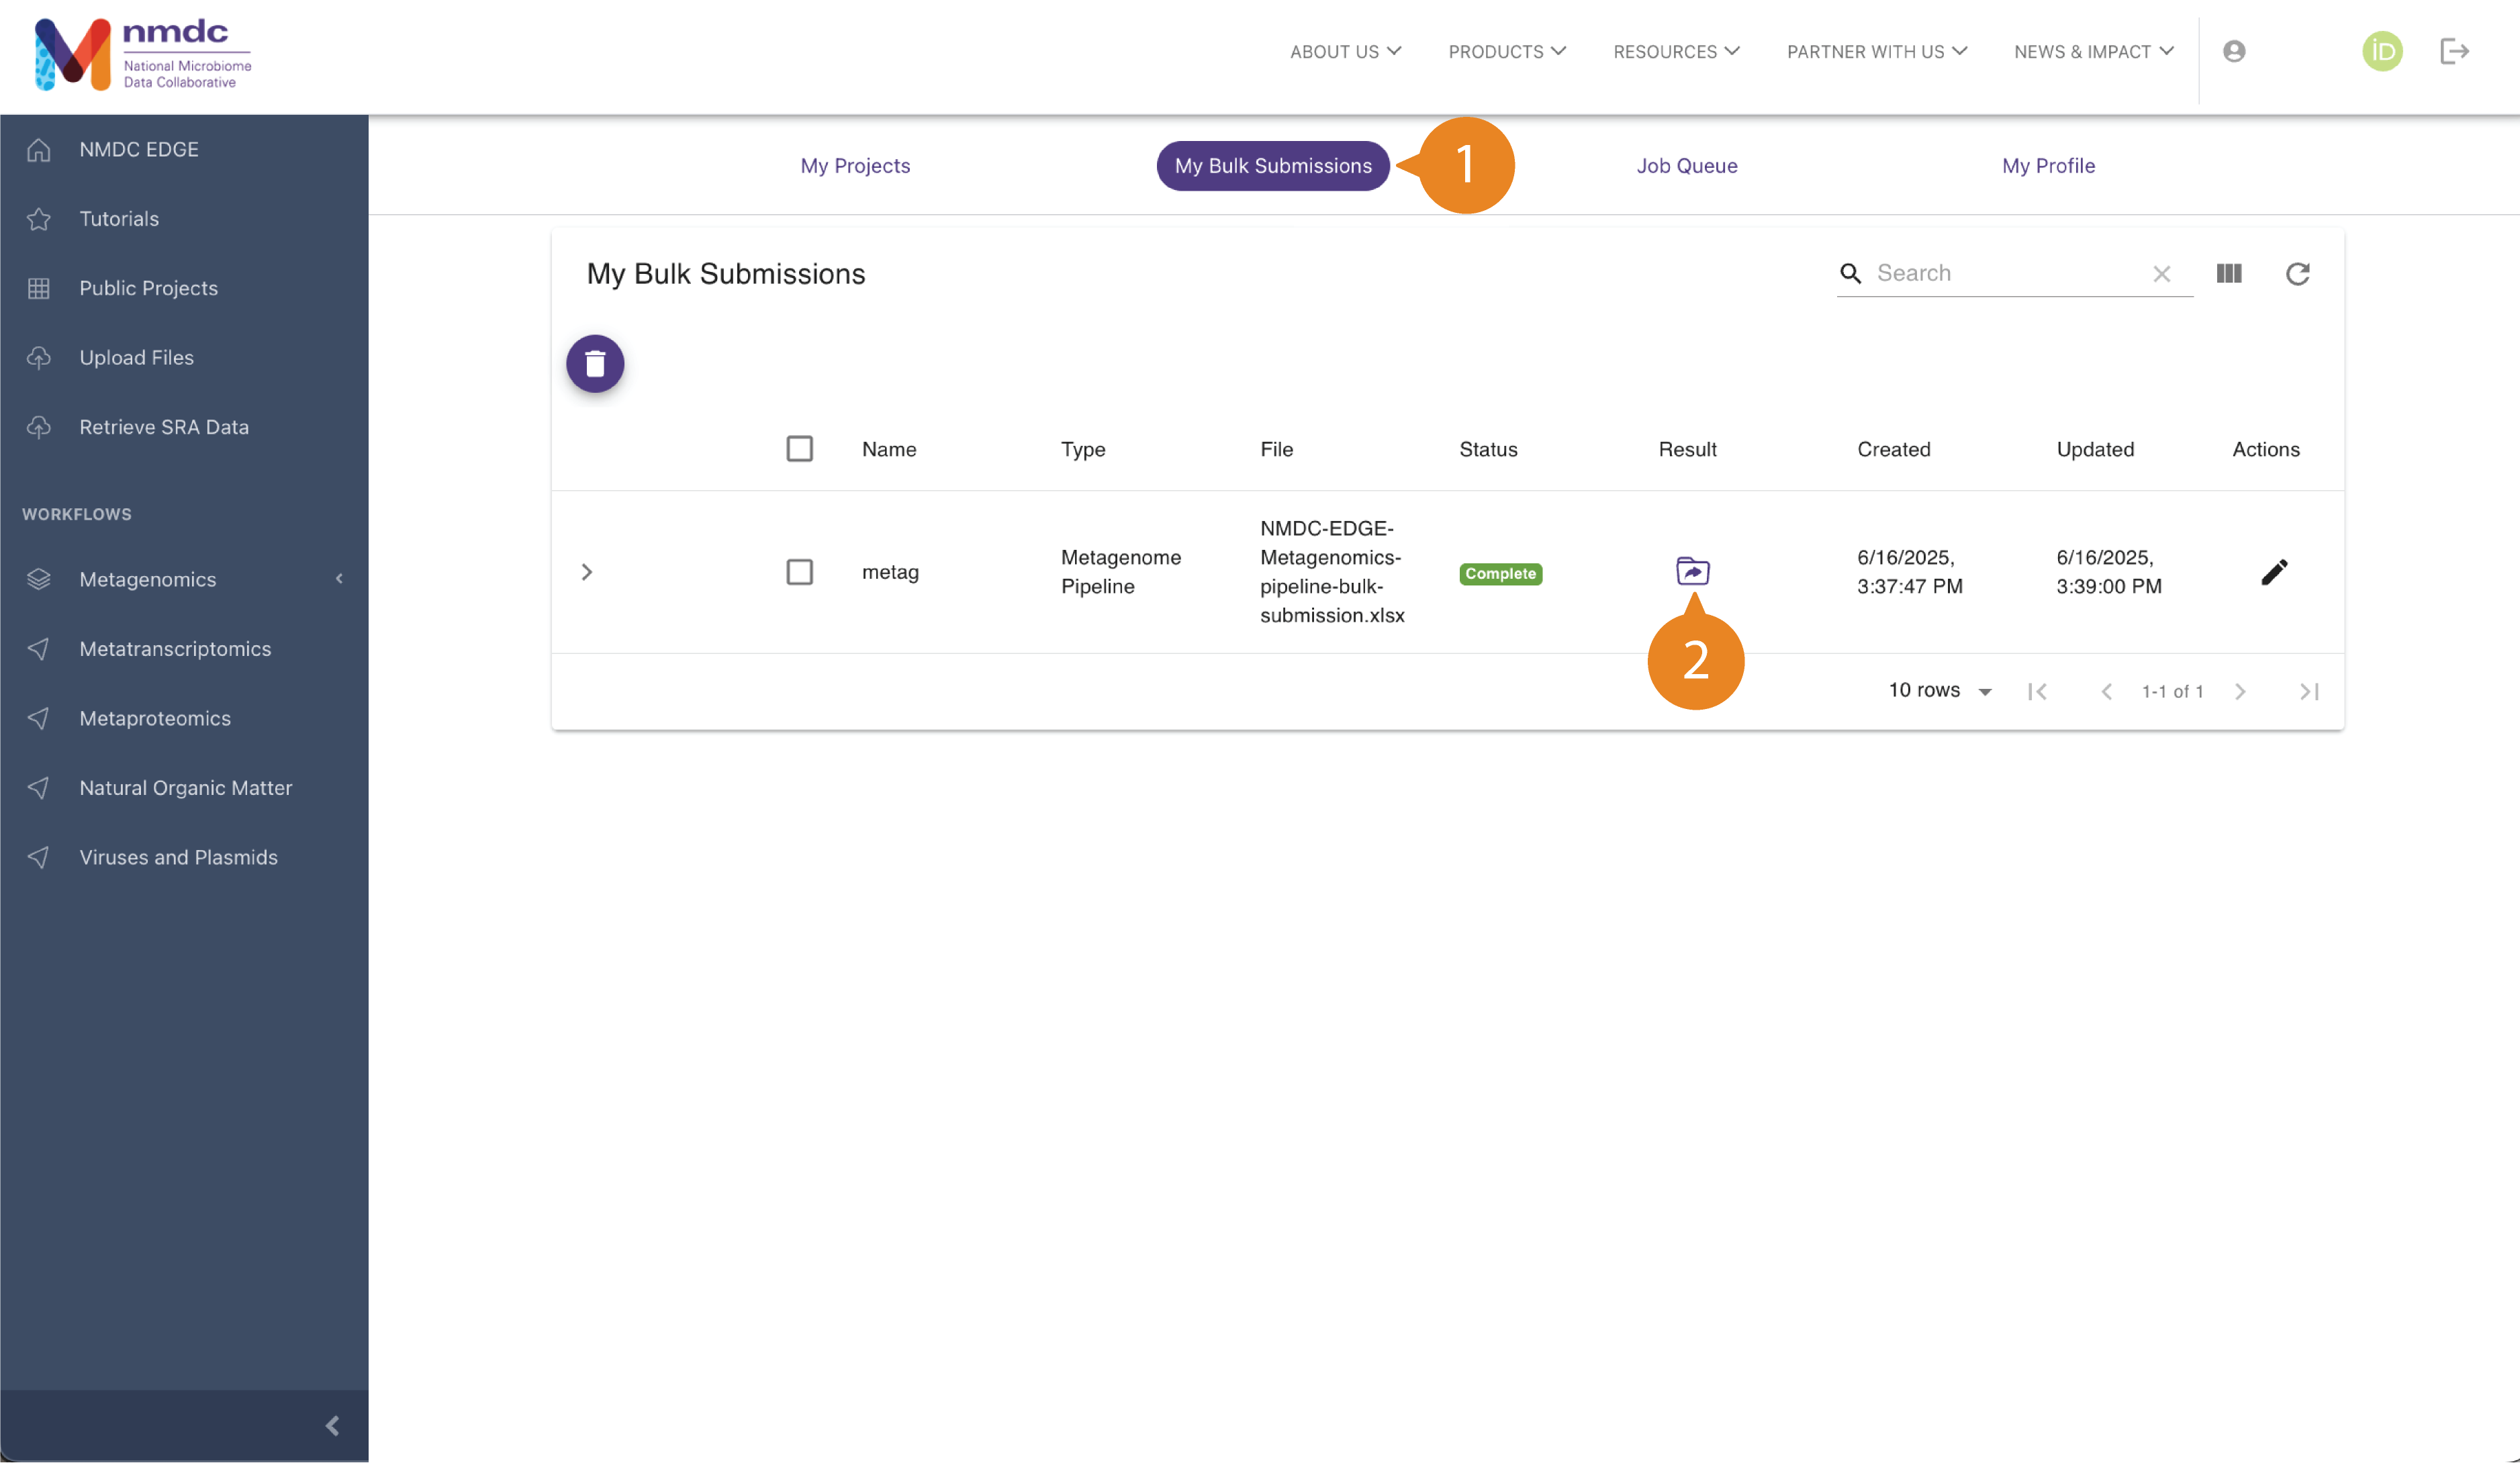 nmdc
National Microbiome
Data Collaborative
ABOUT US
PRODUCTS
RESOURCES
PARTNER WITH US
NEWS & IMPACT
iD
NMDC EDGE
Tutorials
Public Projects
Upload Files
Retrieve SRA Data
WORKFLOWS
Metagenomics
Metatranscriptomics
Metaproteomics
Natural Organic Matter
Viruses and Plasmids
My Projects
My Bulk Submissions
1
Job Queue
My Profile
My Bulk Submissions
Search
Name
Type
File
Status
Result
Created
Updated
Actions
metag
Metagenome
Pipeline
NMDC-EDGE-
Metagenomics-
pipeline-bulk-
submission.xlsx
Complete
6/16/2025,
3:37:47 PM
6/16/2025,
3:39:00 PM
2
10 rows
1-1 of 1